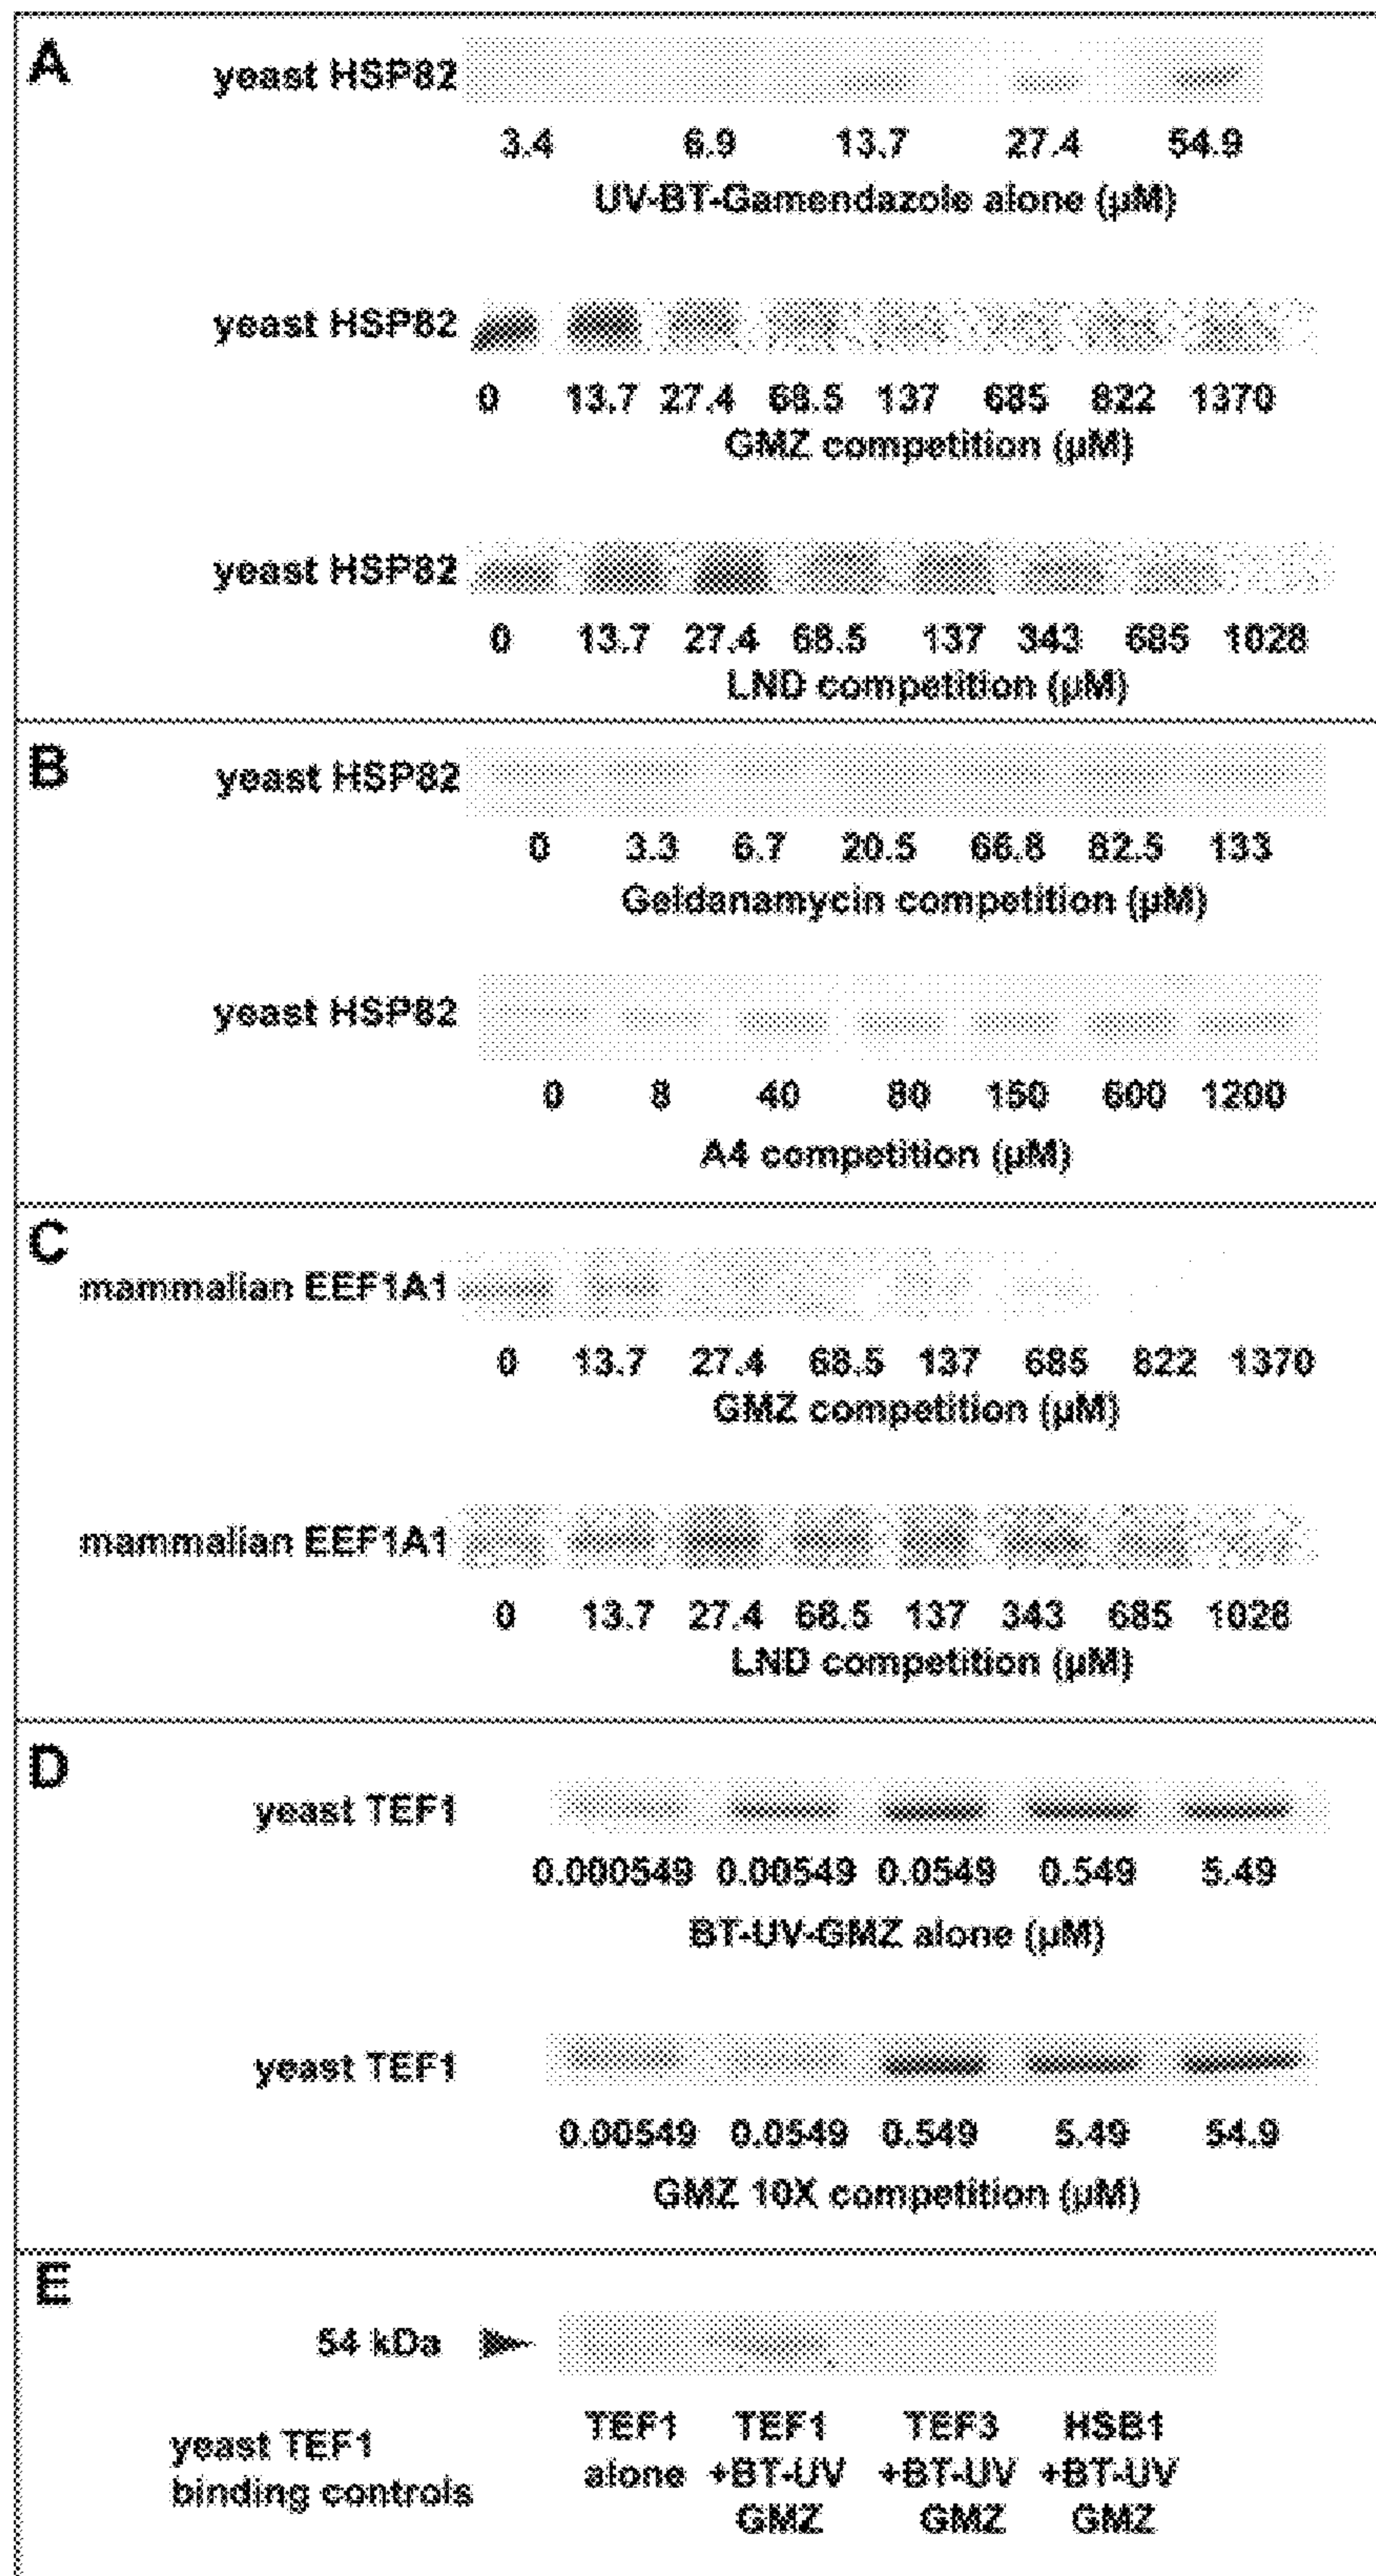 A
yeast HSP82
3.4 6.9 13.7 27.4 54.9
UV-BT-Gamendazole alone (µM)
yeast HSP82
0 13.7 27.4 68.5 137 685 822 1370
GMZ competition (µM)
yeast HSP82
0 13.7 27.4 68.5 137 343 685 1028
LND competition (µM)
B
yeast HSP82
0 3.3 6.7 20.5 66.8 82.5 133
Geldanamycin competition (µM)
yeast HSP82
0 8 40 80 150 600 1200
A4 competition (µM)
C
mammalian EEF1A1
0 13.7 27.4 68.5 137 685 822 1370
GMZ competition (µM)
mammalian EEF1A1
0 13.7 27.4 68.5 137 343 685 1028
LND competition (µM)
D
yeast TEF1
0.000549 0.00549 0.0549 0.549 5.49
BT-UV-GMZ alone (µM)
yeast TEF1
0.00549 0.0549 0.549 5.49 54.9
GMZ 10X competition (µM)
E
54 kDa
yeast TEF1
binding controls
TEF1 TEF1 TEF3 HSB1
alone +BT-UV +BT-UV +BT-UV
GMZ GMZ GMZ